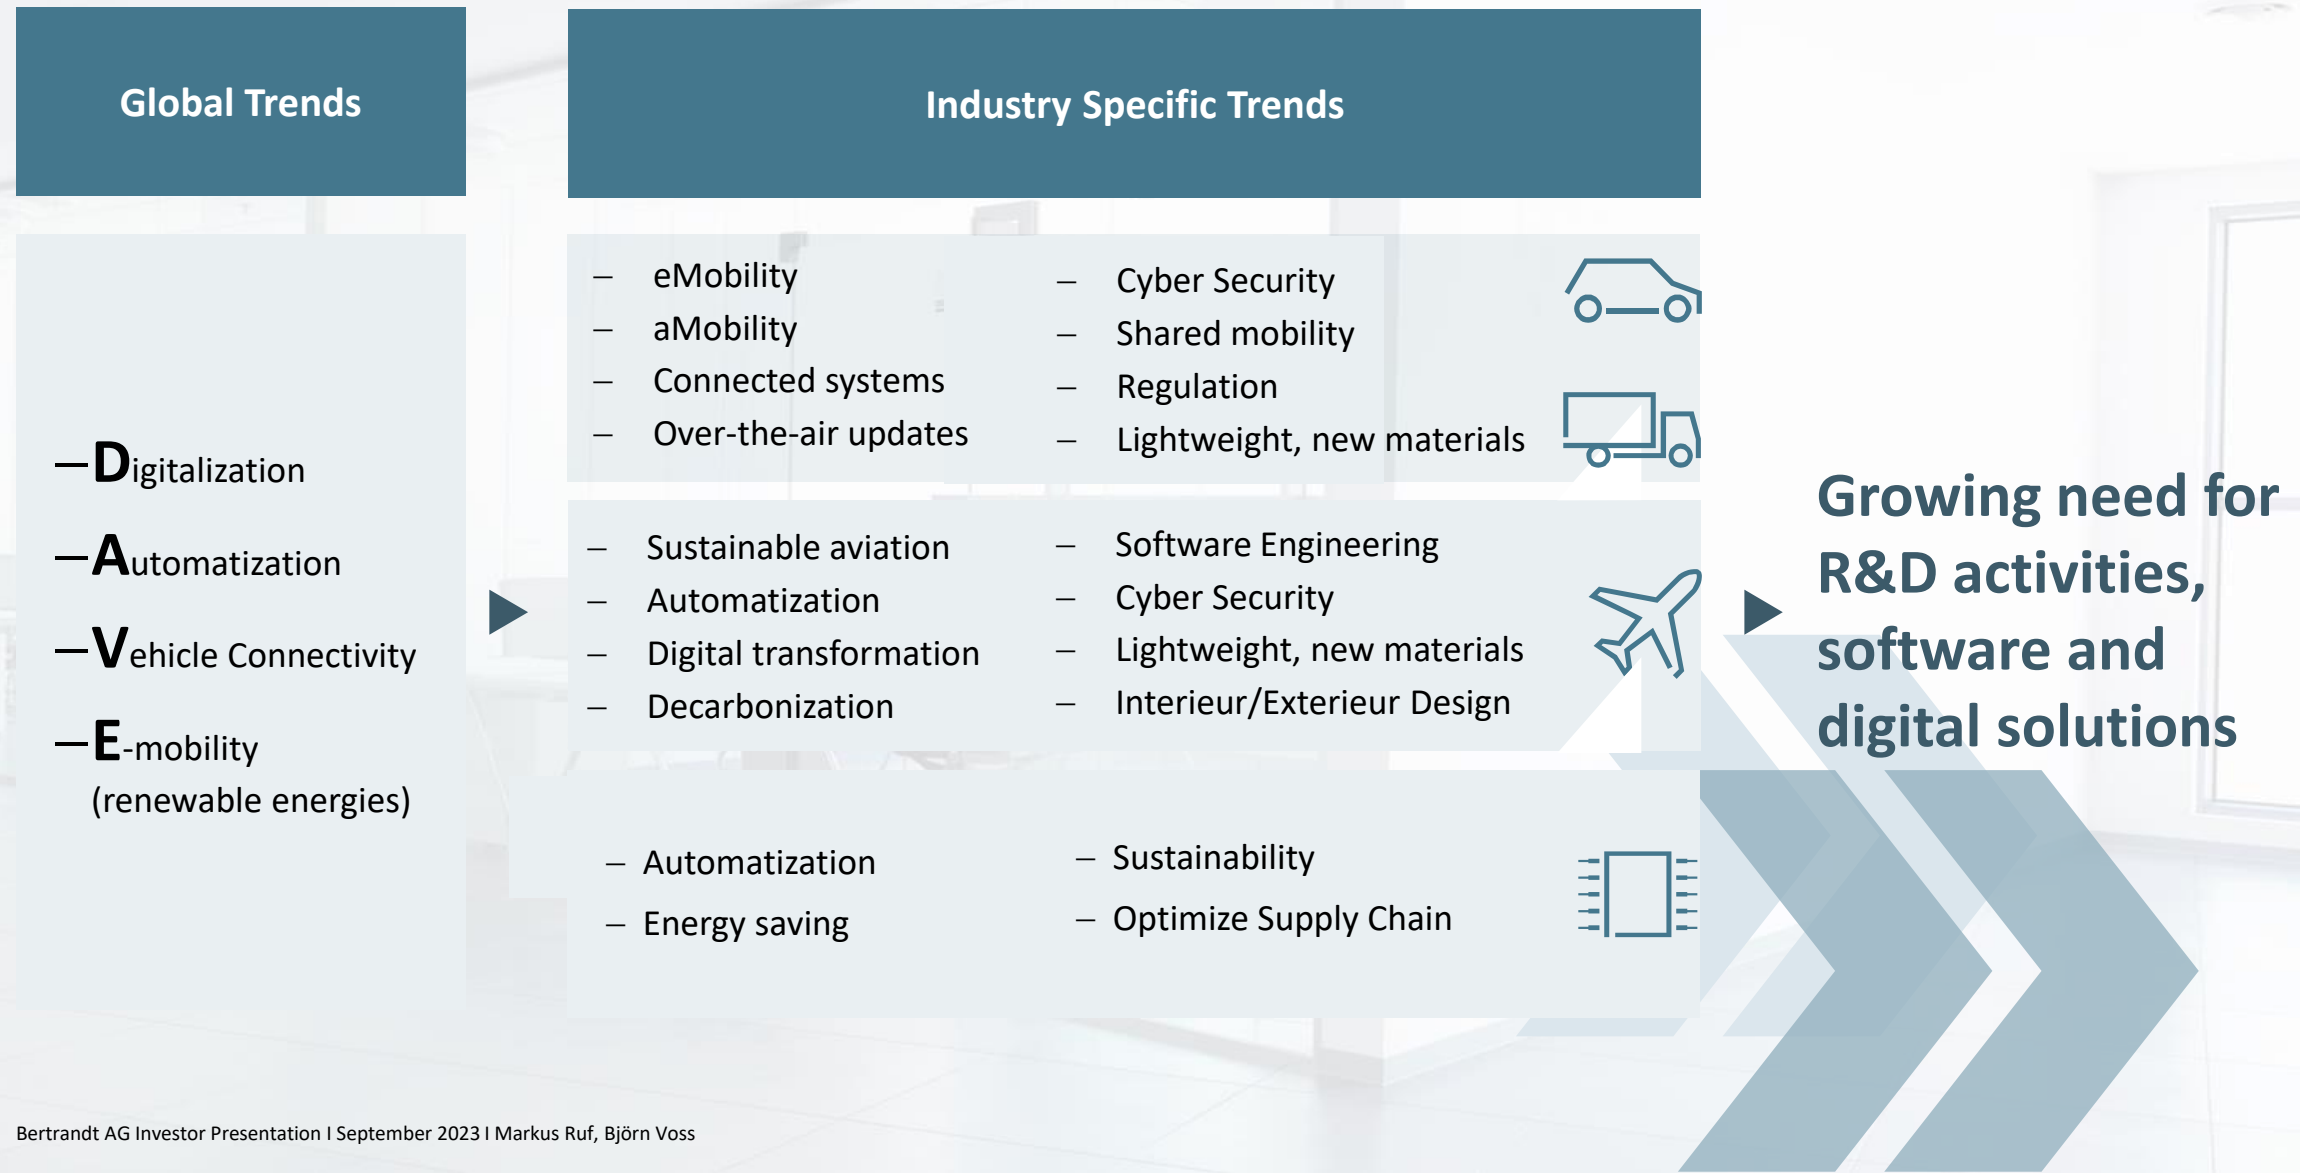 Global Trends
Industry Specific Trends
– Digitalization
– Automatization
– Vehicle Connectivity
– E-mobility
(renewable energies)
– eMobility
– aMobility
– Connected systems
– Over-the-air updates
– Cyber Security
– Shared mobility
– Regulation
– Lightweight, new materials
– Sustainable aviation
– Automatization
– Digital transformation
– Decarbonization
– Software Engineering
– Cyber Security
– Lightweight, new materials
– Interieur/Exterieur Design
– Automatization
– Energy saving
– Sustainability
– Optimize Supply Chain
Growing need for
R&D activities,
software and
digital solutions
Bertrandt AG Investor Presentation I September 2023 I Markus Ruf, Björn Voss